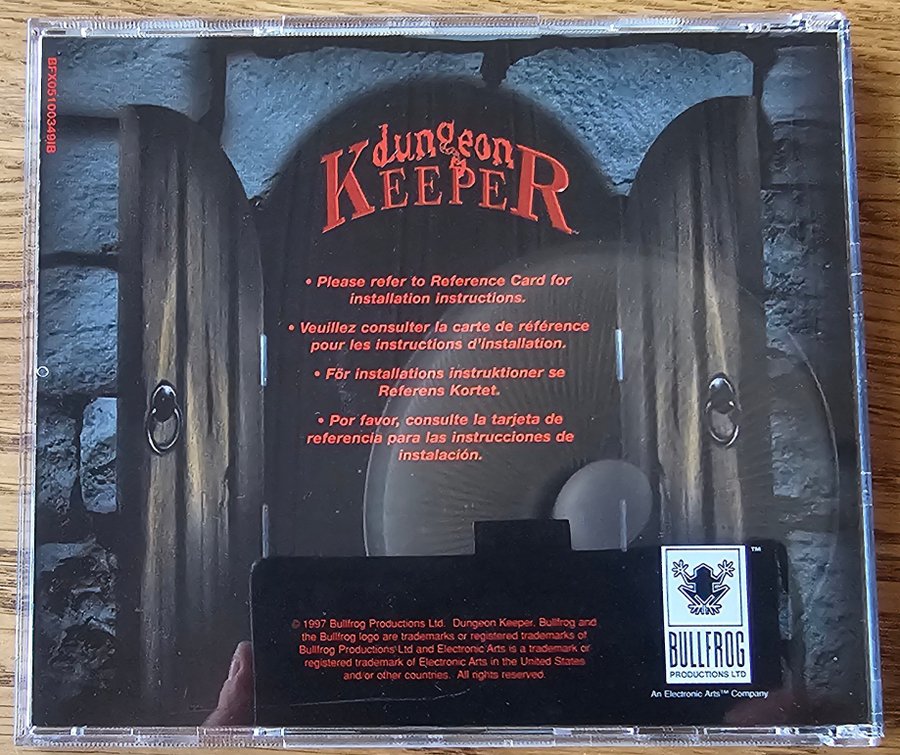 BFX05100349IB
dungeon
KEEPER
• Please refer to Reference Card for
installation instructions.
• Veuillez consulter la carte de référence
pour les instructions d'installation.
• För installations instruktioner se
Referens Kortet.
• Por favor, consulte la tarjeta de
referencia para las instrucciones de
instalación.
© 1997 Bullfrog Productions Ltd. Dungeon Keeper, Bullfrog and
the Bullfrog logo are trademarks or registered trademarks of
Bullfrog Productions Ltd and Electronic Arts is a trademark or
registered trademark of Electronic Arts in the United States
and/or other countries. All rights reserved.
TM
BULLFROG
PRODUCTIONS LTD
An Electronic Arts™ Company